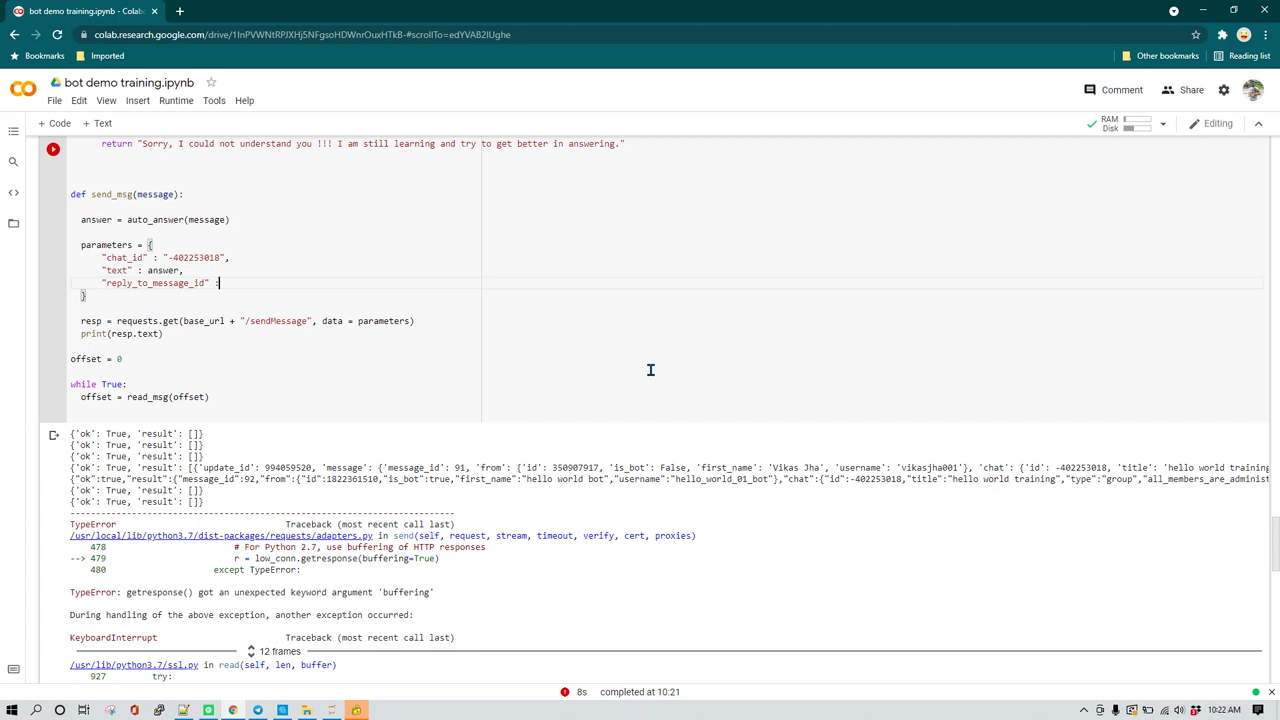 bot demo training.ipynb - Colab
colab.research.google.com/drive/1InPVWNtRPJXHj5NFgsoHDWnrOuxHTkB-#scrollTo=edYVAB2lUghe
Bookmarks Imported Other bookmarks Reading list
bot demo training.ipynb
Comment Share
File Edit View Insert Runtime Tools Help
+ Code + Text
RAM
Disk
Editing
return "Sorry, I could not understand you !!! I am still learning and try to get better in answering."
def send_msg(message):
answer = auto_answer(message)
parameters = {
"chat_id" : "-402253018",
"text" : answer,
"reply_to_message_id" :
}
resp = requests.get(base_url + "/sendMessage", data = parameters)
print(resp.text)
offset = 0
while True:
offset = read_msg(offset)
{'ok': True, 'result': []}
{'ok': True, 'result': []}
{'ok': True, 'result': []}
{'ok': True, 'result': [{'update_id': 994059520, 'message': {'message_id': 91, 'from': {'id': 350907917, 'is_bot': False, 'first_name': 'Vikas Jha', 'username': 'vikasjha001'}, 'chat': {'id': -402253018, 'title': 'hello world training
{"ok":true,"result":{"message_id":92,"from":{"id":1822361510,"is_bot":true,"first_name":"hello world bot","username":"hello_world_01_bot"},"chat":{"id":-402253018,"title":"hello world training","type":"group","all_members_are_administ
{'ok': True, 'result': []}
{'ok': True, 'result': []}
---------------------------------------------------------------------------
TypeError Traceback (most recent call last)
/usr/local/lib/python3.7/dist-packages/requests/adapters.py in send(self, request, stream, timeout, verify, cert, proxies)
478 # For Python 2.7, use buffering of HTTP responses
--> 479 r = low_conn.getresponse(buffering=True)
480 except TypeError:
TypeError: getresponse() got an unexpected keyword argument 'buffering'
During handling of the above exception, another exception occurred:
KeyboardInterrupt Traceback (most recent call last)
12 frames
/usr/lib/python3.7/ssl.py in read(self, len, buffer)
927 try:
8s completed at 10:21
10:22 AM